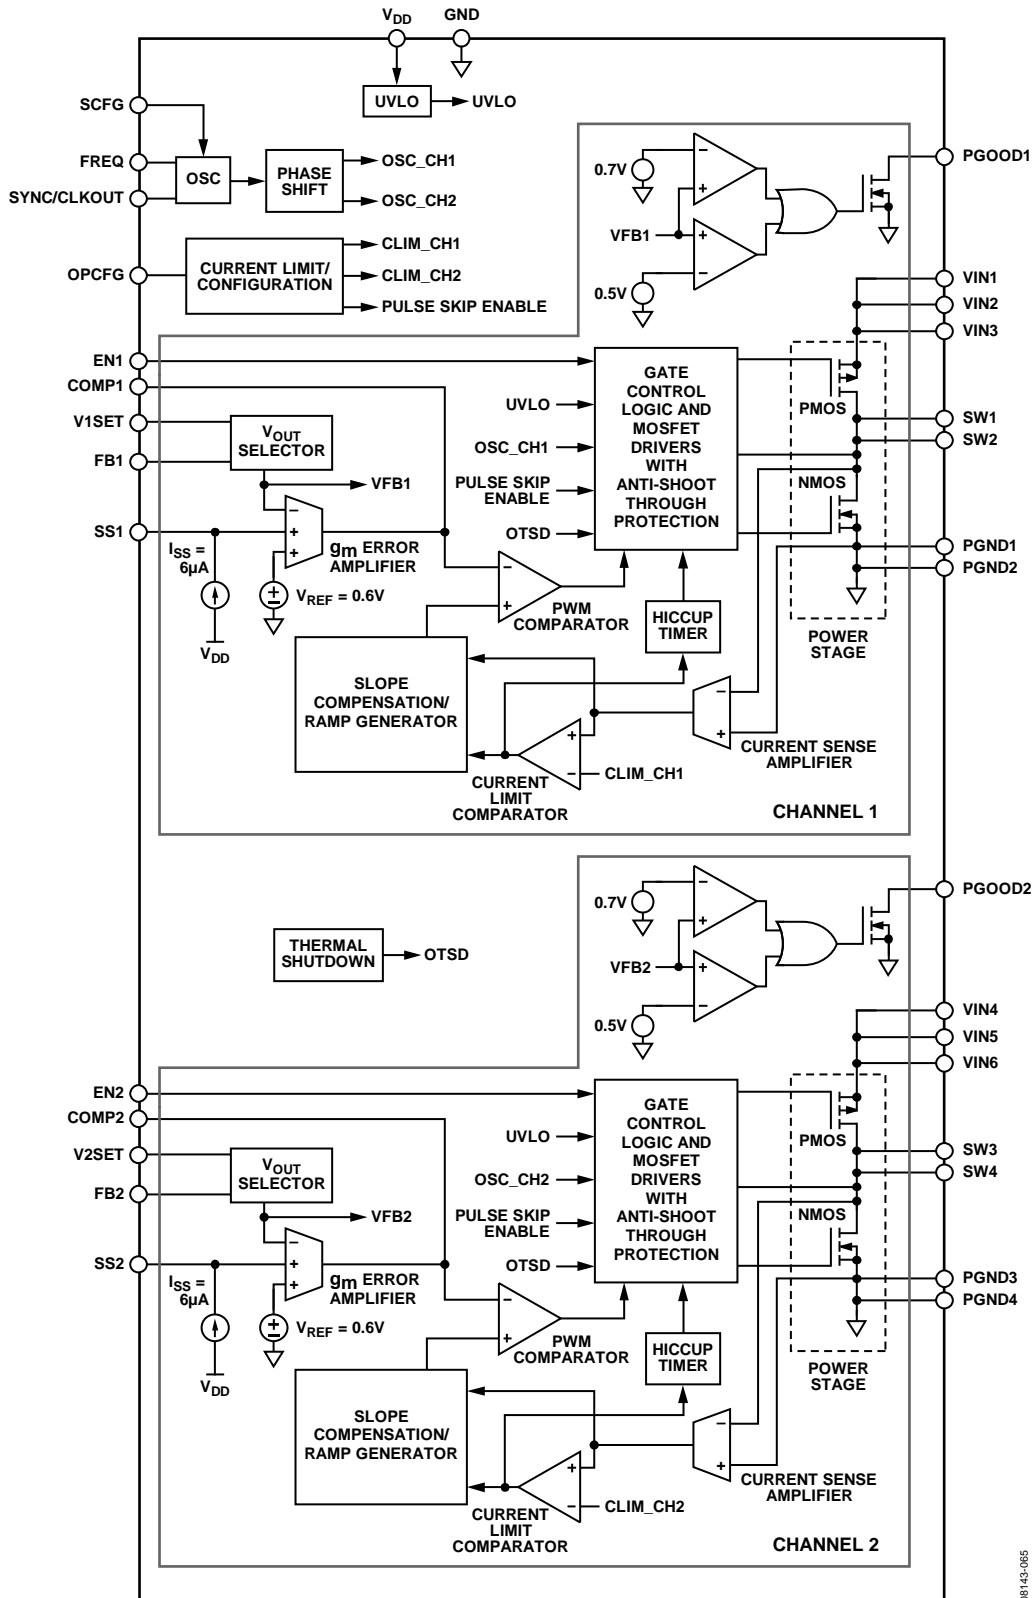 VDD
GND
UVLO
UVLO
SCFG
FREQ
SYNC/CLKOUT
OSC
PHASE
SHIFT
OSC_CH1
OSC_CH2
OPCFG
CURRENT LIMIT/
CONFIGURATION
CLIM_CH1
CLIM_CH2
PULSE SKIP ENABLE
0.7V
−
+
VFB1
+
−
0.5V
PGOOD1
VIN1
VIN2
VIN3
EN1
COMP1
V1SET
FB1
SS1
VOUT
SELECTOR
VFB1
−
+
+
gm ERROR
AMPLIFIER
ISS =
6µA
VDD
+
−
VREF = 0.6V
UVLO
OSC_CH1
PULSE SKIP
ENABLE
OTSD
GATE
CONTROL
LOGIC AND
MOSFET
DRIVERS
WITH
ANTI-SHOOT
THROUGH
PROTECTION
PMOS
NMOS
SW1
SW2
PGND1
PGND2
POWER
STAGE
−
+
PWM
COMPARATOR
HICCUP
TIMER
SLOPE
COMPENSATION/
RAMP GENERATOR
+
−
CLIM_CH1
CURRENT
LIMIT
COMPARATOR
−
+
CURRENT SENSE
AMPLIFIER
CHANNEL 1
THERMAL
SHUTDOWN
OTSD
0.7V
−
+
VFB2
+
−
0.5V
PGOOD2
VIN4
VIN5
VIN6
EN2
COMP2
V2SET
FB2
SS2
VOUT
SELECTOR
VFB2
−
+
+
gm ERROR
AMPLIFIER
ISS =
6µA
VDD
+
−
VREF = 0.6V
UVLO
OSC_CH2
PULSE SKIP
ENABLE
OTSD
GATE
CONTROL
LOGIC AND
MOSFET
DRIVERS
WITH
ANTI-SHOOT
THROUGH
PROTECTION
PMOS
NMOS
SW3
SW4
PGND3
PGND4
POWER
STAGE
−
+
PWM
COMPARATOR
HICCUP
TIMER
SLOPE
COMPENSATION/
RAMP GENERATOR
+
−
CLIM_CH2
CURRENT
LIMIT
COMPARATOR
−
+
CURRENT SENSE
AMPLIFIER
CHANNEL 2
08143-065